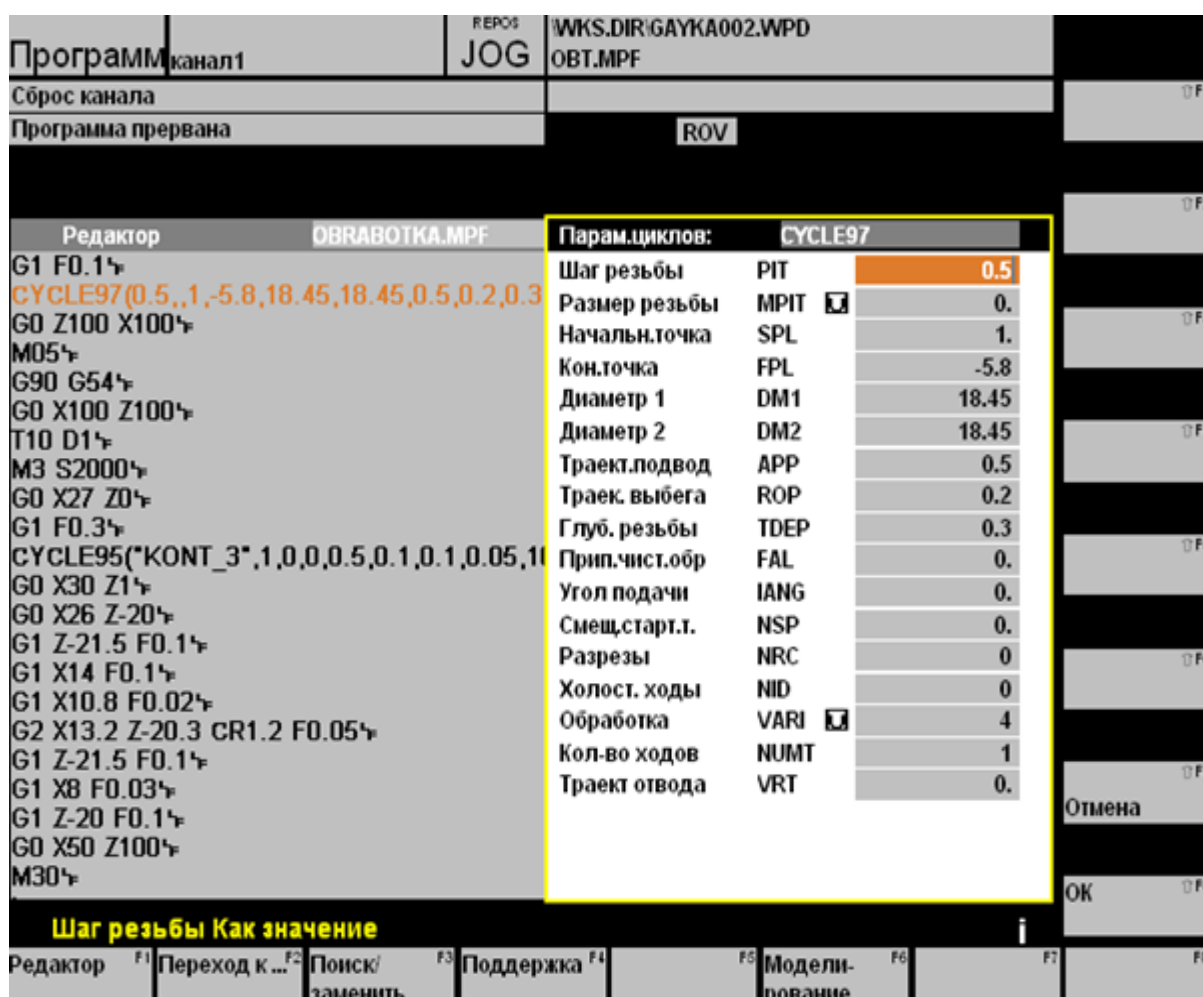 Программ
канал1
REPOS
JOG
\WKS.DIR\GAYKA002.WPD
OBT.MPF
Сброс канала
Программа прервана
ROV
Редактор OBRABOTKA.MPF
G1 F0.1
CYCLE97(0.5,,1,-5.8,18.45,18.45,0.5,0.2,0.3
G0 Z100 X100
M05
G90 G54
G0 X100 Z100
T10 D1
M3 S2000
G0 X27 Z0
G1 F0.3
CYCLE95("KONT_3",1,0,0,0.5,0.1,0.1,0.05,10
G0 X30 Z1
G0 X26 Z-20
G1 Z-21.5 F0.1
G1 X14 F0.1
G1 X10.8 F0.02
G2 X13.2 Z-20.3 CR1.2 F0.05
G1 Z-21.5 F0.1
G1 X8 F0.03
G1 Z-20 F0.1
G0 X50 Z100
M30
Парам.циклов: CYCLE97
Шаг резьбы PIT 0.5
Размер резьбы MPIT 0.
Начальн.точка SPL 1.
Кон.точка FPL -5.8
Диаметр 1 DM1 18.45
Диаметр 2 DM2 18.45
Траект.подвод APP 0.5
Траек. выбега ROP 0.2
Глуб. резьбы TDEP 0.3
Прип.чист.обр FAL 0.
Угол подачи IANG 0.
Смещ.старт.т. NSP 0.
Разрезы NRC 0
Холост. ходы NID 0
Обработка VARI 4
Кол-во ходов NUMT 1
Траект отвода VRT 0.
Отмена
OK
Шаг резьбы Как значение
i
Редактор F1
Переход к ... F2
Поиск/ F3
заменить
Поддержка F4
F5
Модели- F6
рование
F7